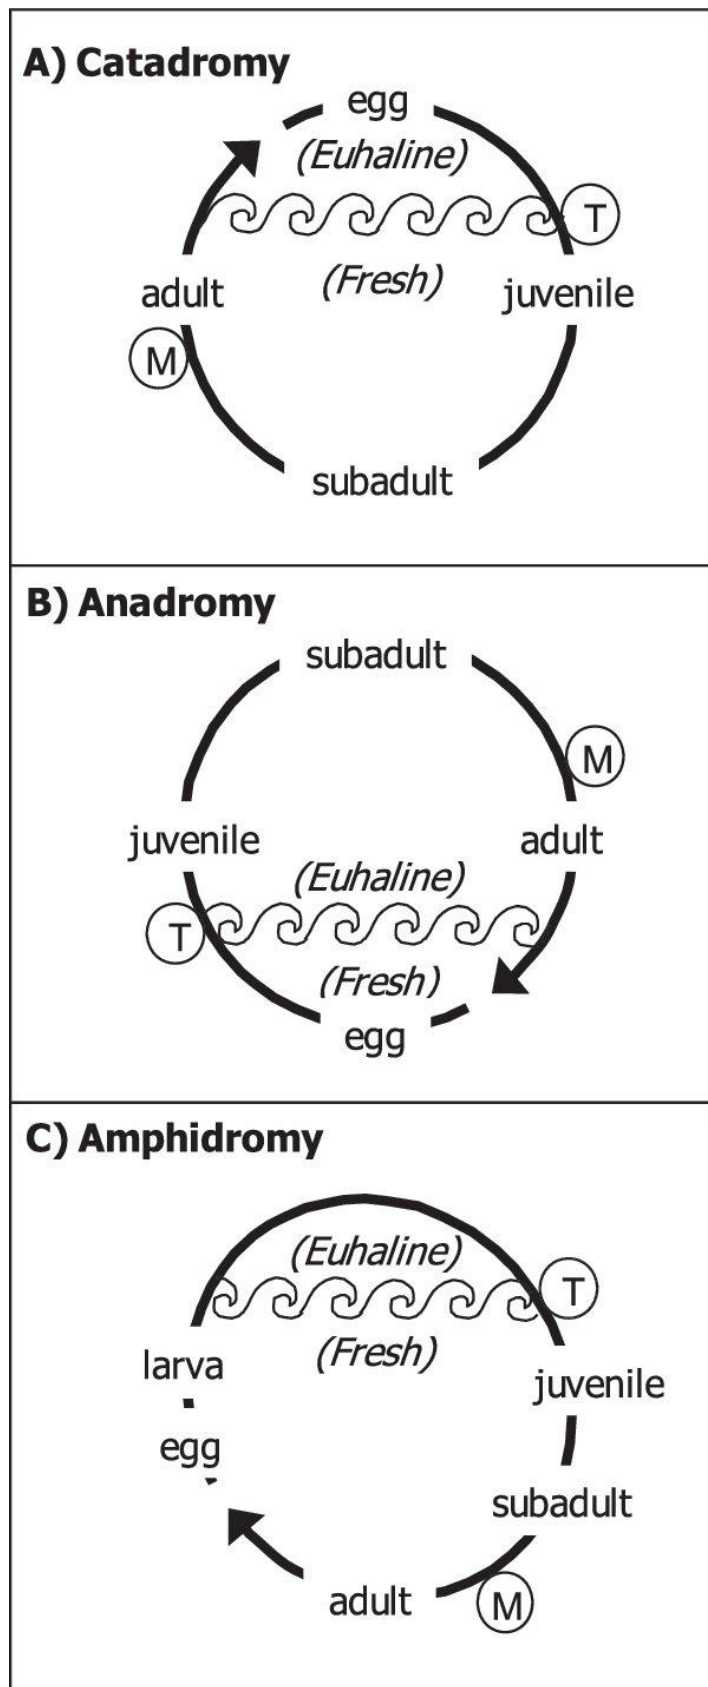 A) Catadromy
egg
(Euhaline)
T
(Fresh)
adult
juvenile
M
subadult
B) Anadromy
subadult
M
juvenile
adult
(Euhaline)
T
(Fresh)
egg
C) Amphidromy
(Euhaline)
T
(Fresh)
larva
juvenile
egg
subadult
adult
M